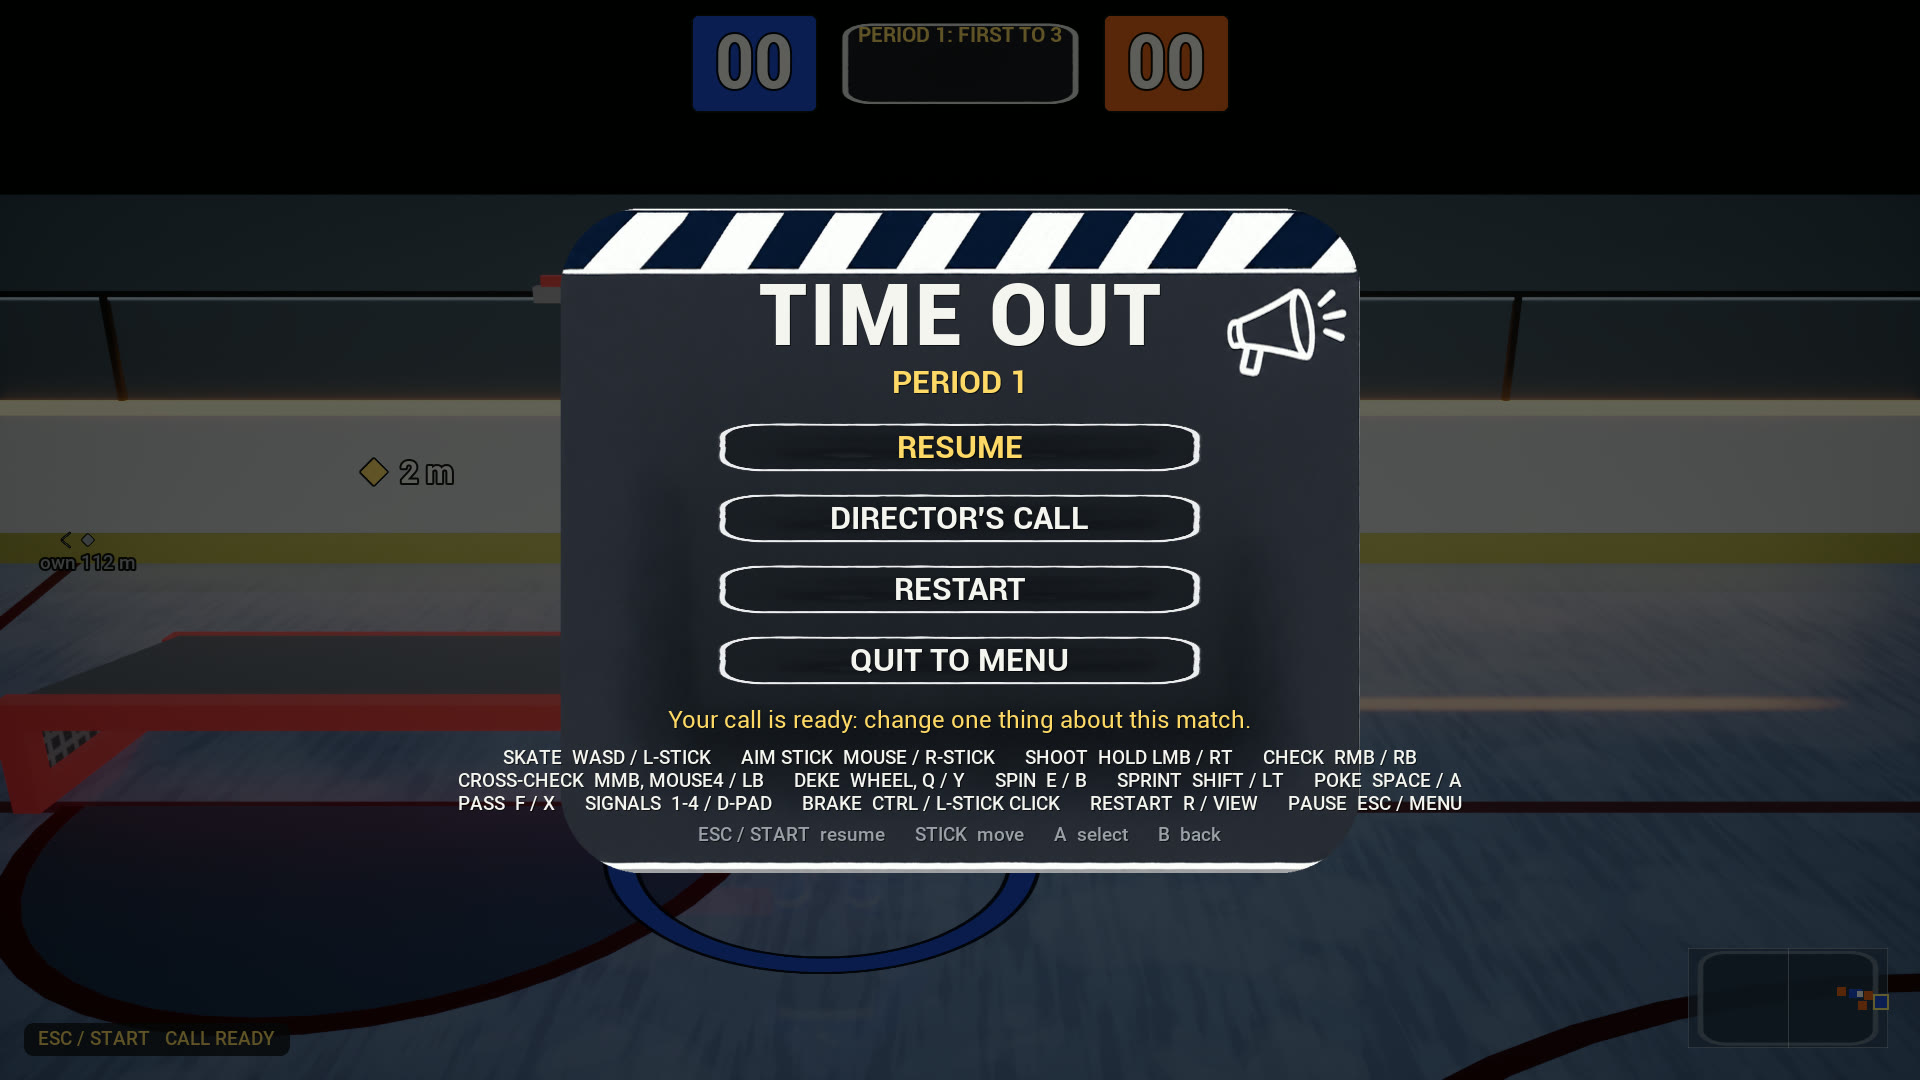 00 PERIOD 1: FIRST TO 3 00
TIME OUT
PERIOD 1
RESUME
2 m
DIRECTOR'S CALL
own 112 m
RESTART
QUIT TO MENU
Your call is ready: change one thing about this match.
SKATE WASD / L-STICK AIM STICK MOUSE / R-STICK SHOOT HOLD LMB / RT CHECK RMB / RB
CROSS-CHECK MMB, MOUSE4 / LB DEKE WHEEL, Q / Y SPIN E / B SPRINT SHIFT / LT POKE SPACE / A
PASS F / X SIGNALS 1-4 / D-PAD BRAKE CTRL / L-STICK CLICK RESTART R / VIEW PAUSE ESC / MENU
ESC / START resume STICK move A select B back
ESC / START CALL READY